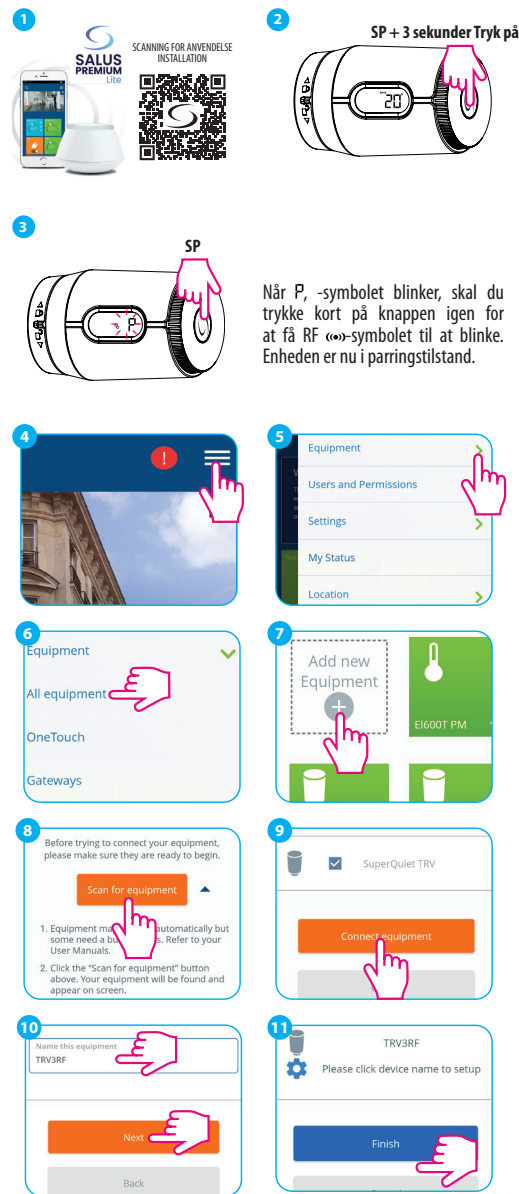 1
2
SALUS
PREMIUM
Lite
SCANNING FOR ANVENDELSE
INSTALLATION
SP + 3 sekunder Tryk på
20°
3
SP
P
Når P, -symbolet blinker, skal du
trykke kort på knappen igen for
at få RF ((•))-symbolet til at blinke.
Enheden er nu i parringstilstand.
4
!
5
Equipment
Users and Permissions
Settings
My Status
Location
6
Equipment
All equipment
OneTouch
Gateways
7
Add new
Equipment
+
EI600T PM
8
Before trying to connect your equipment,
please make sure they are ready to begin.
Scan for equipment
1. Equipment automatically but
some need a Refer to your
User Manuals.
2. Click the "Scan for equipment" button
above. Your equipment will be found and
appear on screen.
9
SuperQuiet TRV
Connect equipment
10
Name this equipment
TRV3RF
Next
Back
11
TRV3RF
Please click device name to setup
Finish